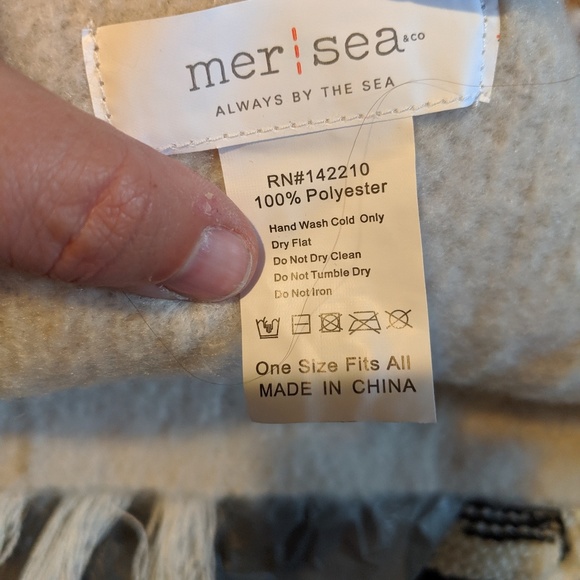 mer sea & co
ALWAYS BY THE SEA
RN#142210
100% Polyester
Hand Wash Cold Only
Dry Flat
Do Not Dry Clean
Do Not Tumble Dry
Do Not Iron
One Size Fits All
MADE IN CHINA